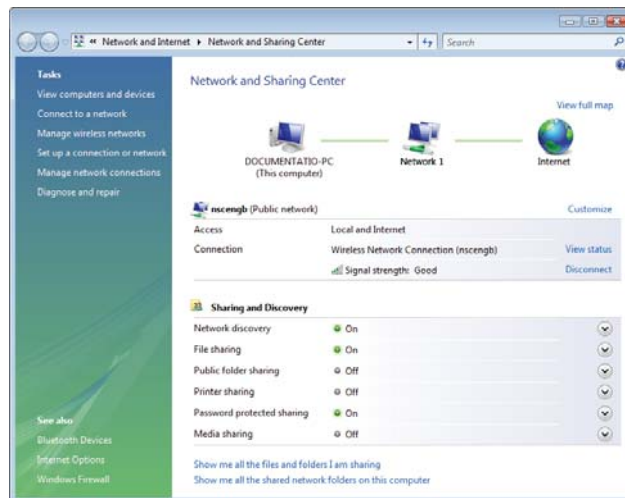 « Network and Internet ▸ Network and Sharing Center
Search
Tasks
View computers and devices
Connect to a network
Manage wireless networks
Set up a connection or network
Manage network connections
Diagnose and repair
See also
Bluetooth Devices
Internet Options
Windows Firewall
Network and Sharing Center
View full map
DOCUMENTATIO-PC
(This computer)
Network 1
Internet
nscengb (Public network)
Customize
Access Local and Internet
Connection Wireless Network Connection (nscengb) View status
Signal strength: Good Disconnect
Sharing and Discovery
Network discovery On
File sharing On
Public folder sharing Off
Printer sharing Off
Password protected sharing On
Media sharing Off
Show me all the files and folders I am sharing
Show me all the shared network folders on this computer